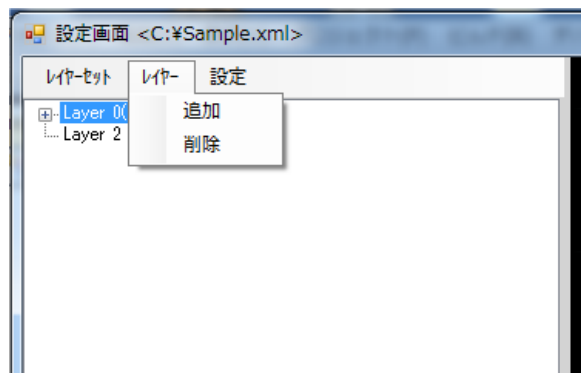 設定画面 <C:¥Sample.xml>
ﾚｲﾔｰｾｯﾄ ﾚｲﾔｰ 設定
Layer 0(
追加
Layer 2
削除